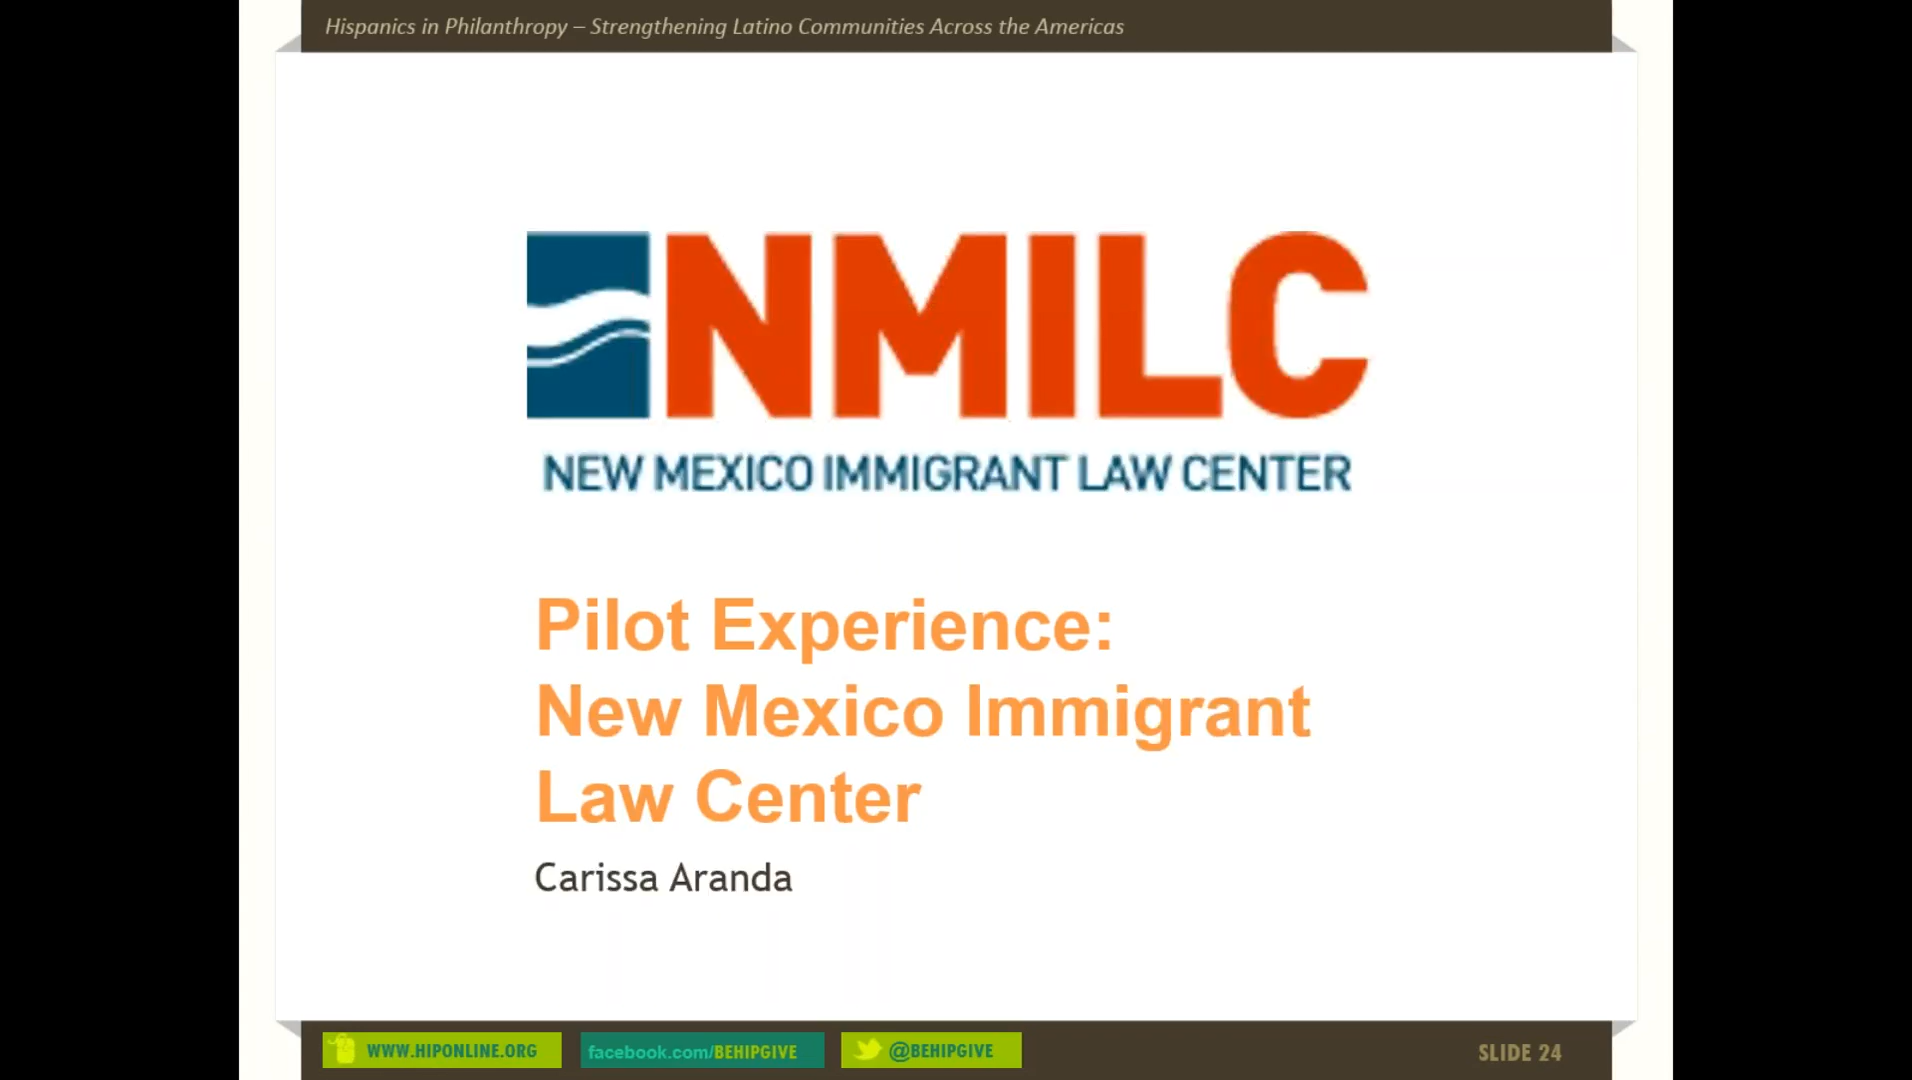 Hispanics in Philanthropy – Strengthening Latino Communities Across the Americas
NMILC
NEW MEXICO IMMIGRANT LAW CENTER
Pilot Experience:
New Mexico Immigrant
Law Center
Carissa Aranda
WWW.HIPONLINE.ORG
facebook.com/BEHIPGIVE
@BEHIPGIVE
SLIDE 24